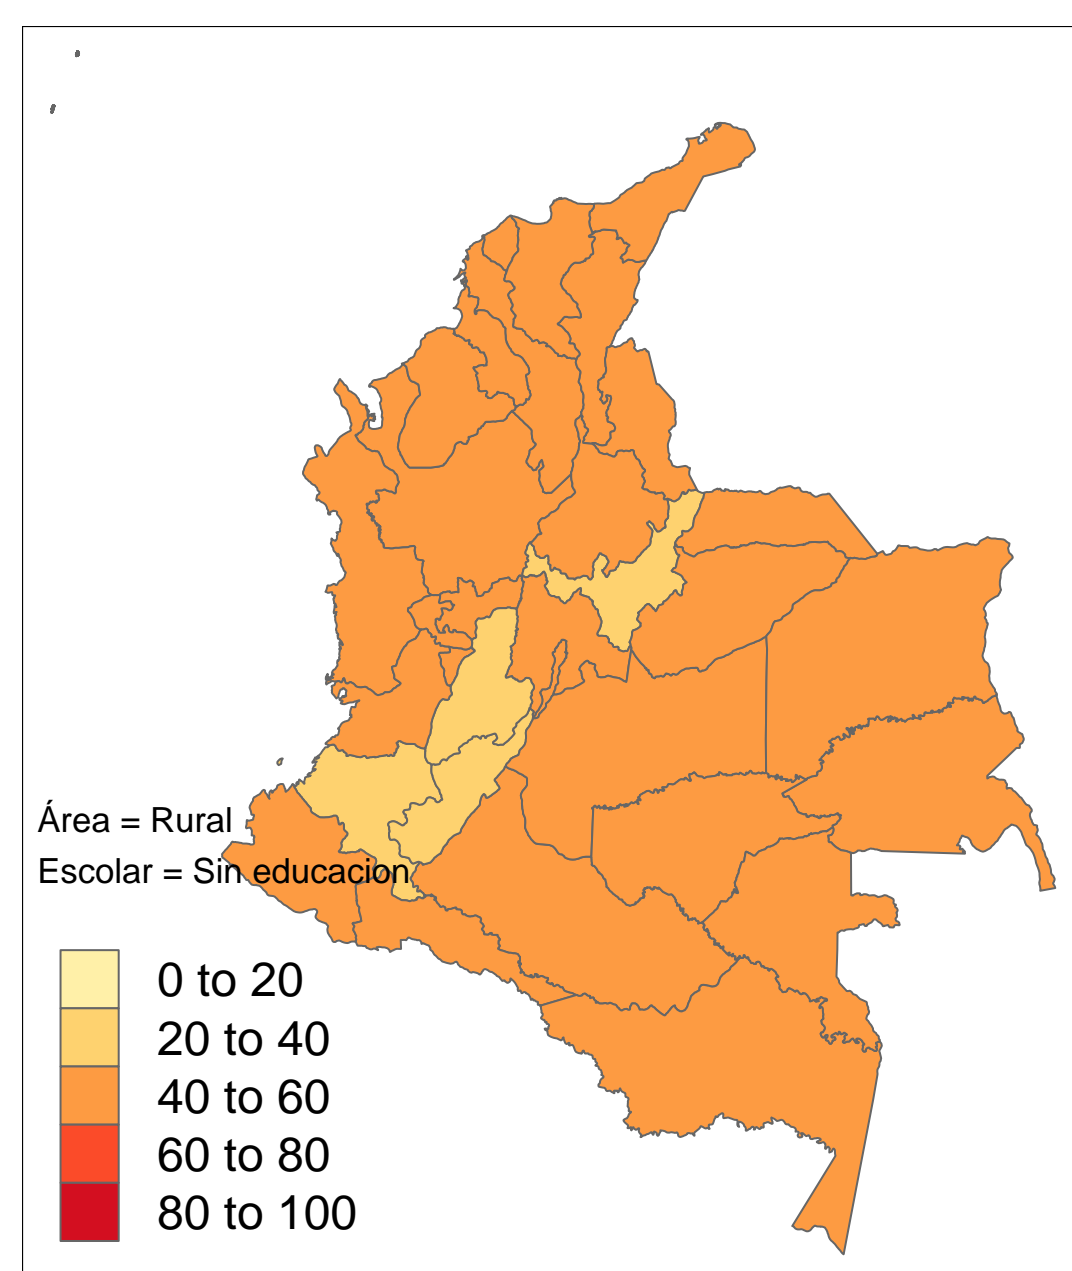 Área = Rural
Escolar = Sin educacion
0 to 20
20 to 40
40 to 60
60 to 80
80 to 100